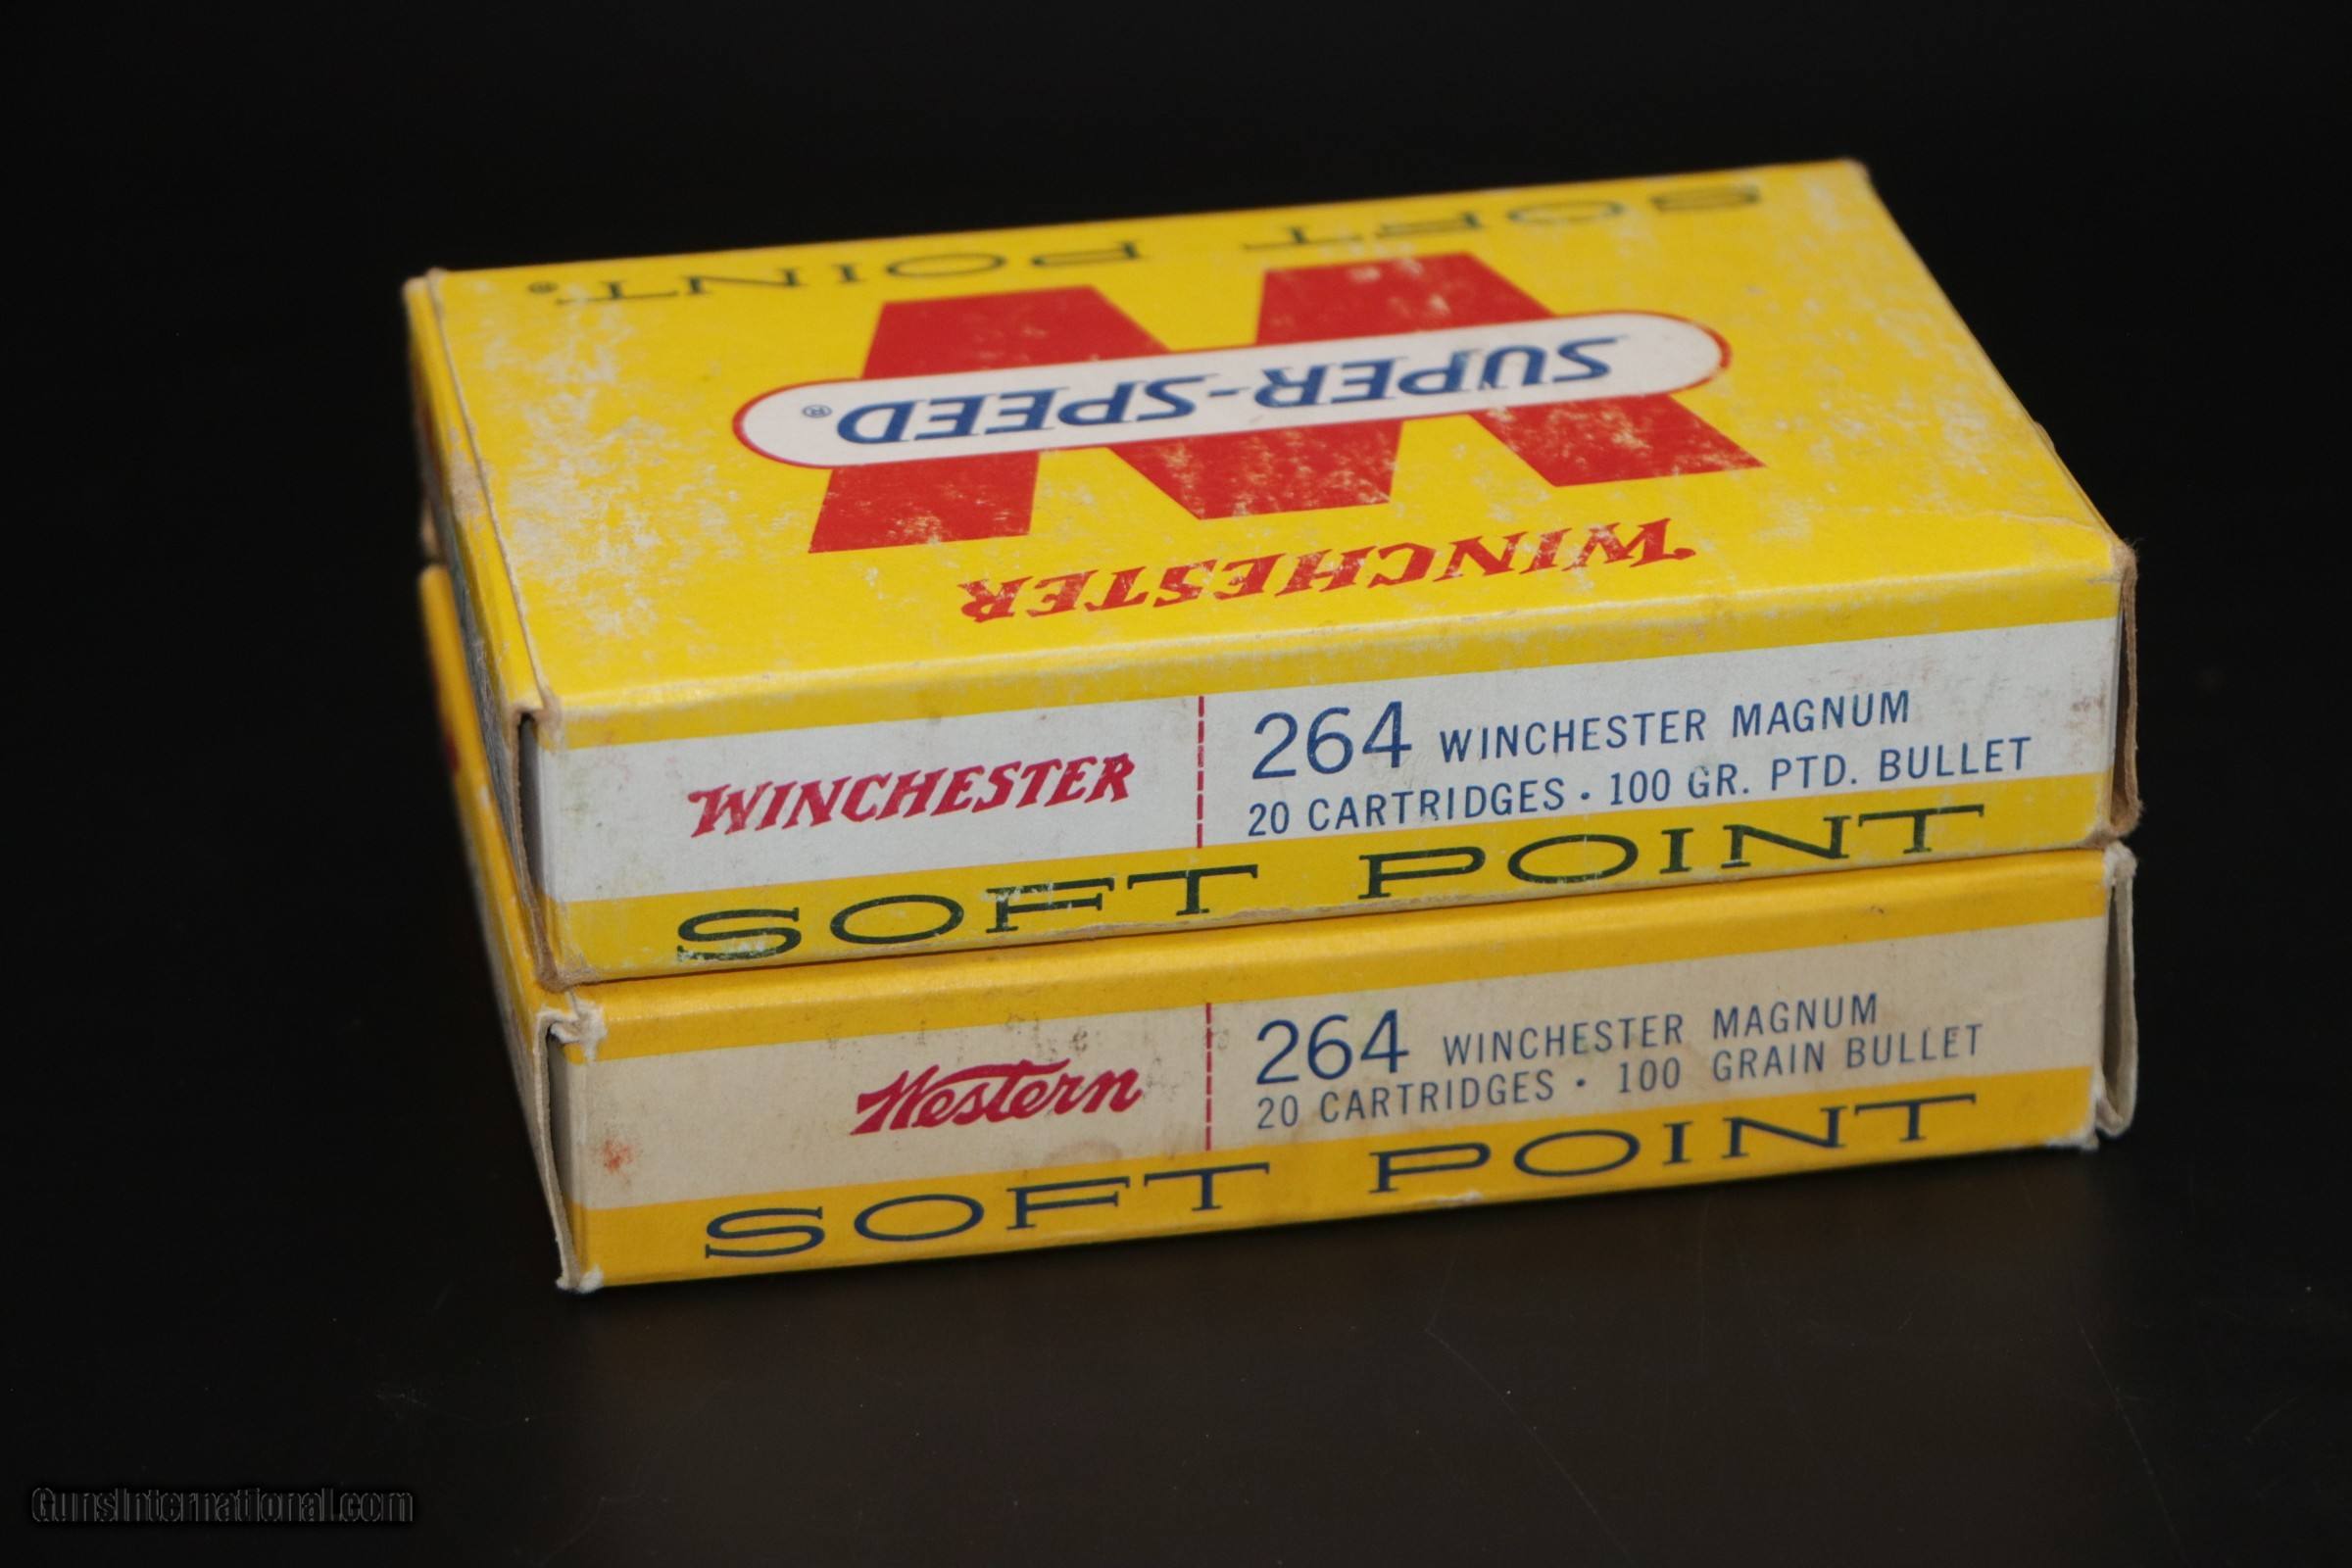 SOFT POINT®
SUPER-SPEED®
WINCHESTER
WINCHESTER
264 WINCHESTER MAGNUM
20 CARTRIDGES • 100 GR. PTD. BULLET
SOFT POINT
Western
264 WINCHESTER MAGNUM
20 CARTRIDGES • 100 GRAIN BULLET
SOFT POINT
GunsInternational.com